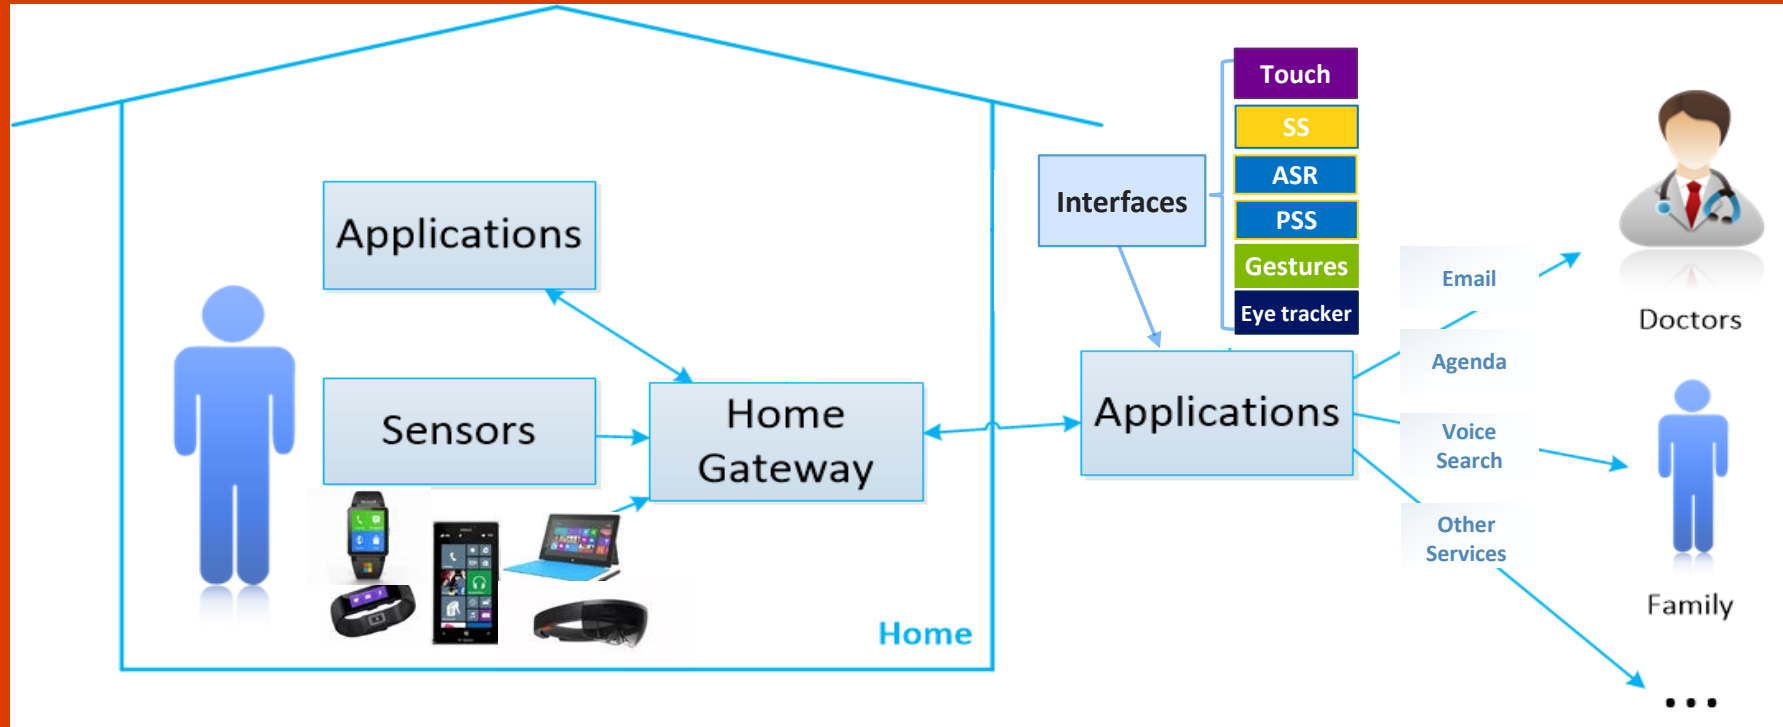 Touch
SS
ASR
PSS
Gestures
Eye tracker
Interfaces
Applications
Sensors
Home
Gateway
Home
Applications
Email
Agenda
Voice
Search
Other
Services
Doctors
Family
...